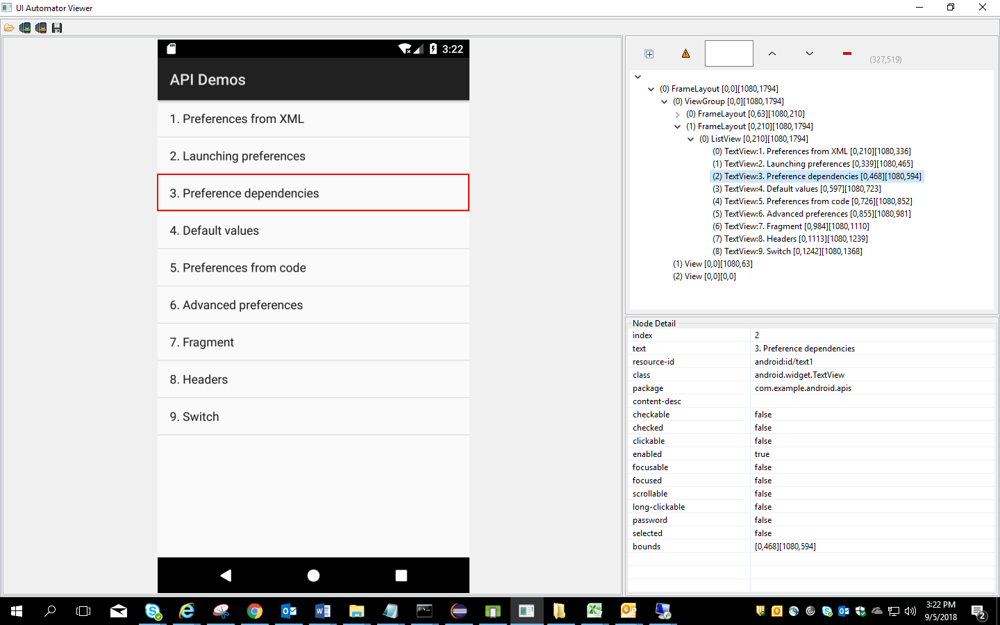 UI Automator Viewer
3:22
API Demos
1. Preferences from XML
2. Launching preferences
3. Preference dependencies
4. Default values
5. Preferences from code
6. Advanced preferences
7. Fragment
8. Headers
9. Switch
(327,519)
(0) FrameLayout [0,0][1080,1794]
(0) ViewGroup [0,0][1080,1794]
(0) FrameLayout [0,63][1080,210]
(1) FrameLayout [0,210][1080,1794]
(0) ListView [0,210][1080,1794]
(0) TextView:1. Preferences from XML [0,210][1080,336]
(1) TextView:2. Launching preferences [0,339][1080,465]
(2) TextView:3. Preference dependencies [0,468][1080,594]
(3) TextView:4. Default values [0,597][1080,723]
(4) TextView:5. Preferences from code [0,726][1080,852]
(5) TextView:6. Advanced preferences [0,855][1080,981]
(6) TextView:7. Fragment [0,984][1080,1110]
(7) TextView:8. Headers [0,1113][1080,1239]
(8) TextView:9. Switch [0,1242][1080,1368]
(1) View [0,0][1080,63]
(2) View [0,0][0,0]
Node Detail
index 2
text 3. Preference dependencies
resource-id android:id/text1
class android.widget.TextView
package com.example.android.apis
content-desc
checkable false
checked false
clickable false
enabled true
focusable false
focused false
scrollable false
long-clickable false
password false
selected false
bounds [0,468][1080,594]
3:22 PM
9/5/2018
2